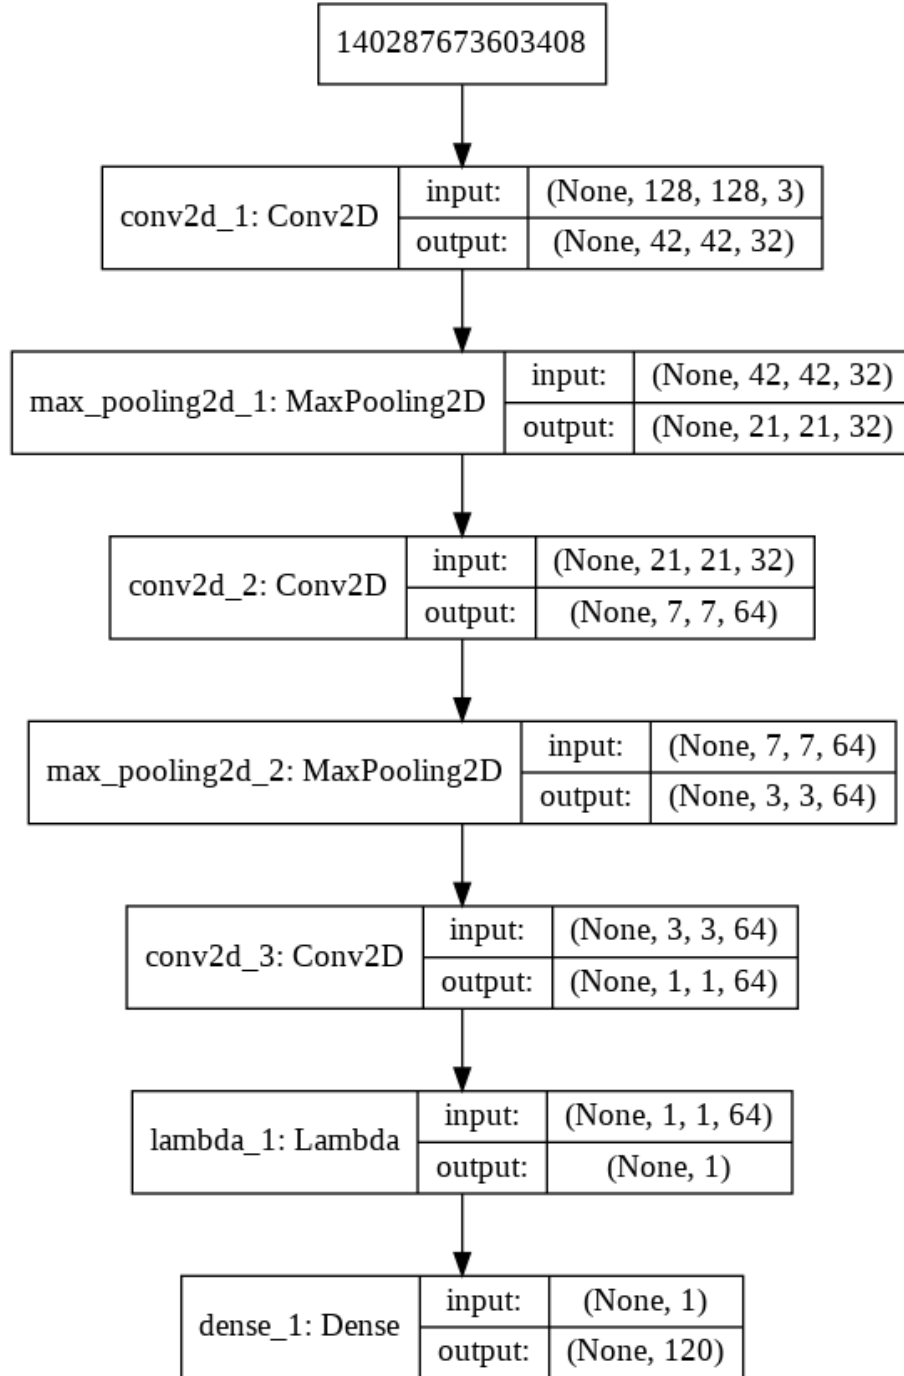 140287673603408
conv2d_1: Conv2D
input: (None, 128, 128, 3)
output: (None, 42, 42, 32)
max_pooling2d_1: MaxPooling2D
input: (None, 42, 42, 32)
output: (None, 21, 21, 32)
conv2d_2: Conv2D
input: (None, 21, 21, 32)
output: (None, 7, 7, 64)
max_pooling2d_2: MaxPooling2D
input: (None, 7, 7, 64)
output: (None, 3, 3, 64)
conv2d_3: Conv2D
input: (None, 3, 3, 64)
output: (None, 1, 1, 64)
lambda_1: Lambda
input: (None, 1, 1, 64)
output: (None, 1)
dense_1: Dense
input: (None, 1)
output: (None, 120)